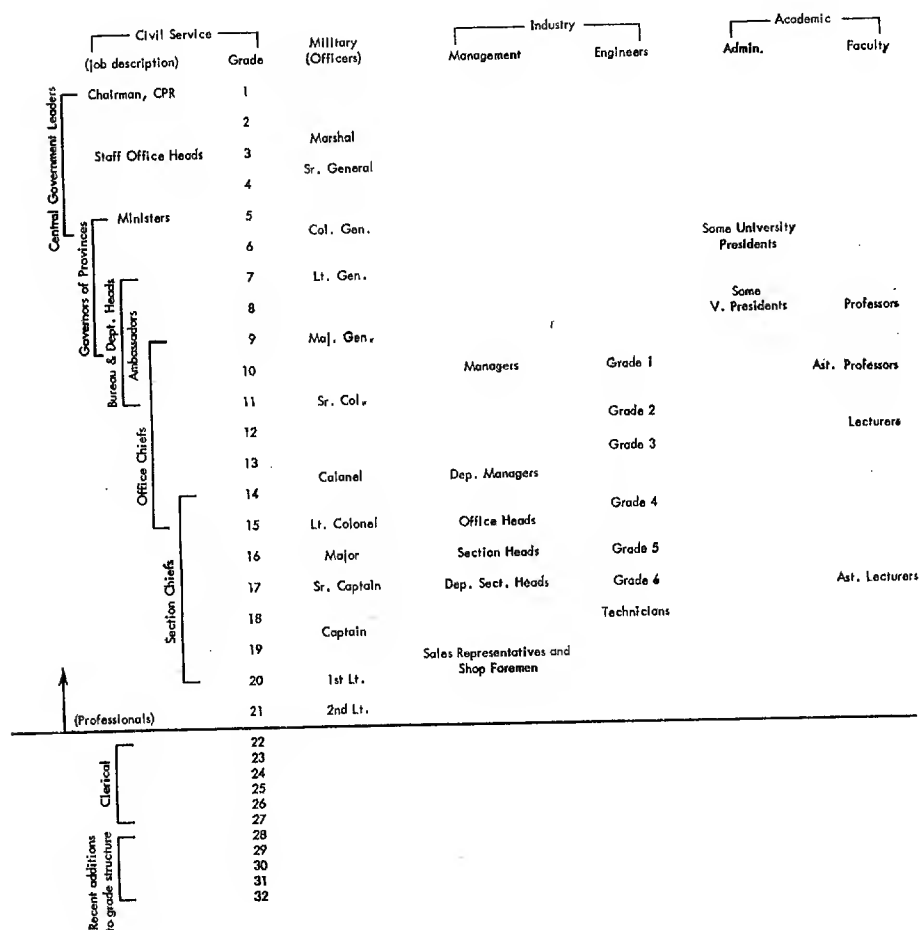 Civil Service
Military
(Officers)
Industry
Academic
(Job description)
Grade
Management
Engineers
Admin.
Faculty
Central Government Leaders
Governors of Provinces
Bureau & Dept. Heads
Ambassadors
Office Chiefs
Section Chiefs
Chairman, CPR 1
2
Marshal
Staff Office Heads 3
Sr. General
4
Ministers 5
Col. Gen.
Some University
Presidents
6
7 Lt. Gen.
Some
V. Presidents
8 Professors
9 Maj. Gen.
10 Managers Grade 1 Ast. Professors
11 Sr. Col.
Grade 2
Lecturers
12
Grade 3
13
Calanel Dep. Managers
14
Grade 4
15 Lt. Colonel Office Heads
16 Major Section Heads Grade 5
17 Sr. Captain Dep. Sect. Heads Grade 6 Ast. Lecturers
18 Technicians
Captain
19
Sales Representatives and
Shop Foremen
20 1st Lt.
(Professionals) 21 2nd Lt.
22
23
24
25
26
27
Clerical
28
29
30
31
32
Recent additions
to grade structure